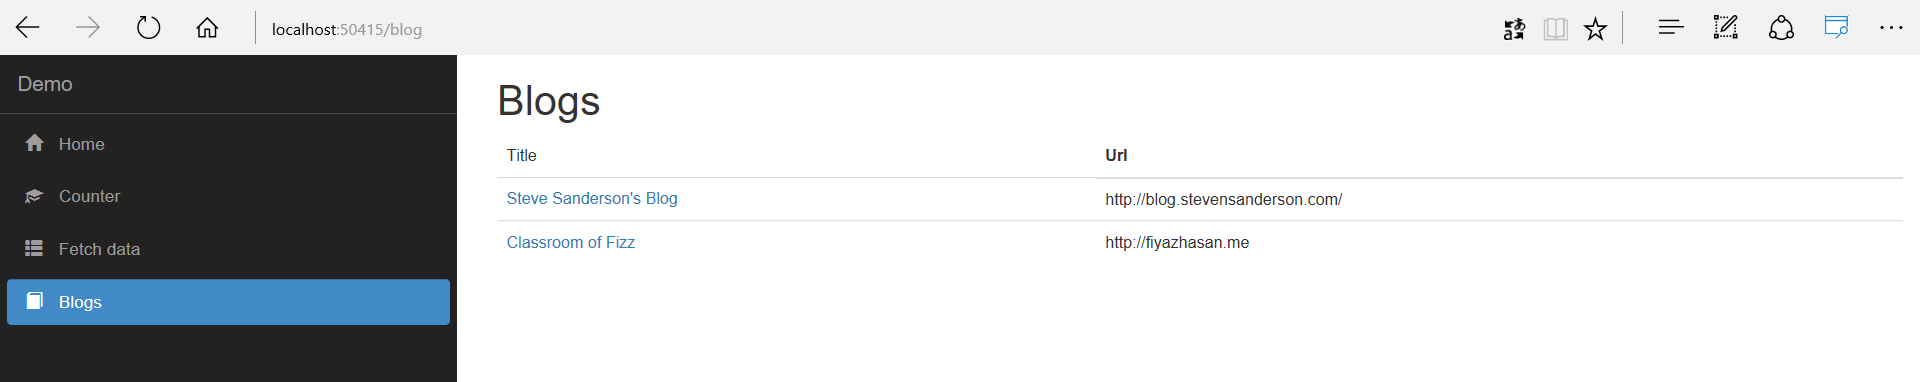 localhost:50415/blog
Demo
Home
Counter
Fetch data
Blogs
Blogs
Title Url
Steve Sanderson's Blog http://blog.stevensanderson.com/
Classroom of Fizz http://fiyazhasan.me